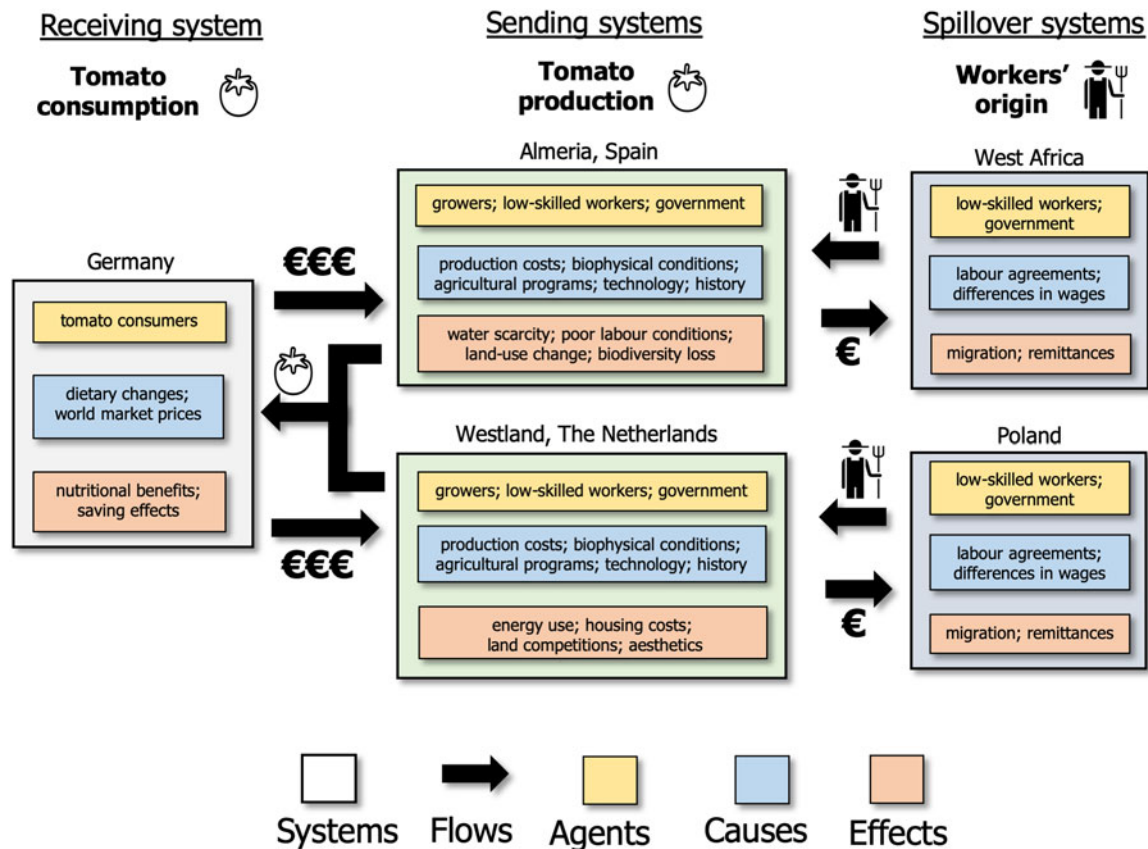 Receiving system
Tomato
consumption
Sending systems
Tomato
production
Spillover systems
Workers'
origin
Germany
tomato consumers
dietary changes;
world market prices
nutritional benefits;
saving effects
€€€
€€€
Almeria, Spain
growers; low-skilled workers; government
production costs; biophysical conditions;
agricultural programs; technology; history
water scarcity; poor labour conditions;
land-use change; biodiversity loss
Westland, The Netherlands
growers; low-skilled workers; government
production costs; biophysical conditions;
agricultural programs; technology; history
energy use; housing costs;
land competitions; aesthetics
€
€
West Africa
low-skilled workers;
government
labour agreements;
differences in wages
migration; remittances
Poland
low-skilled workers;
government
labour agreements;
differences in wages
migration; remittances
Systems
Flows
Agents
Causes
Effects